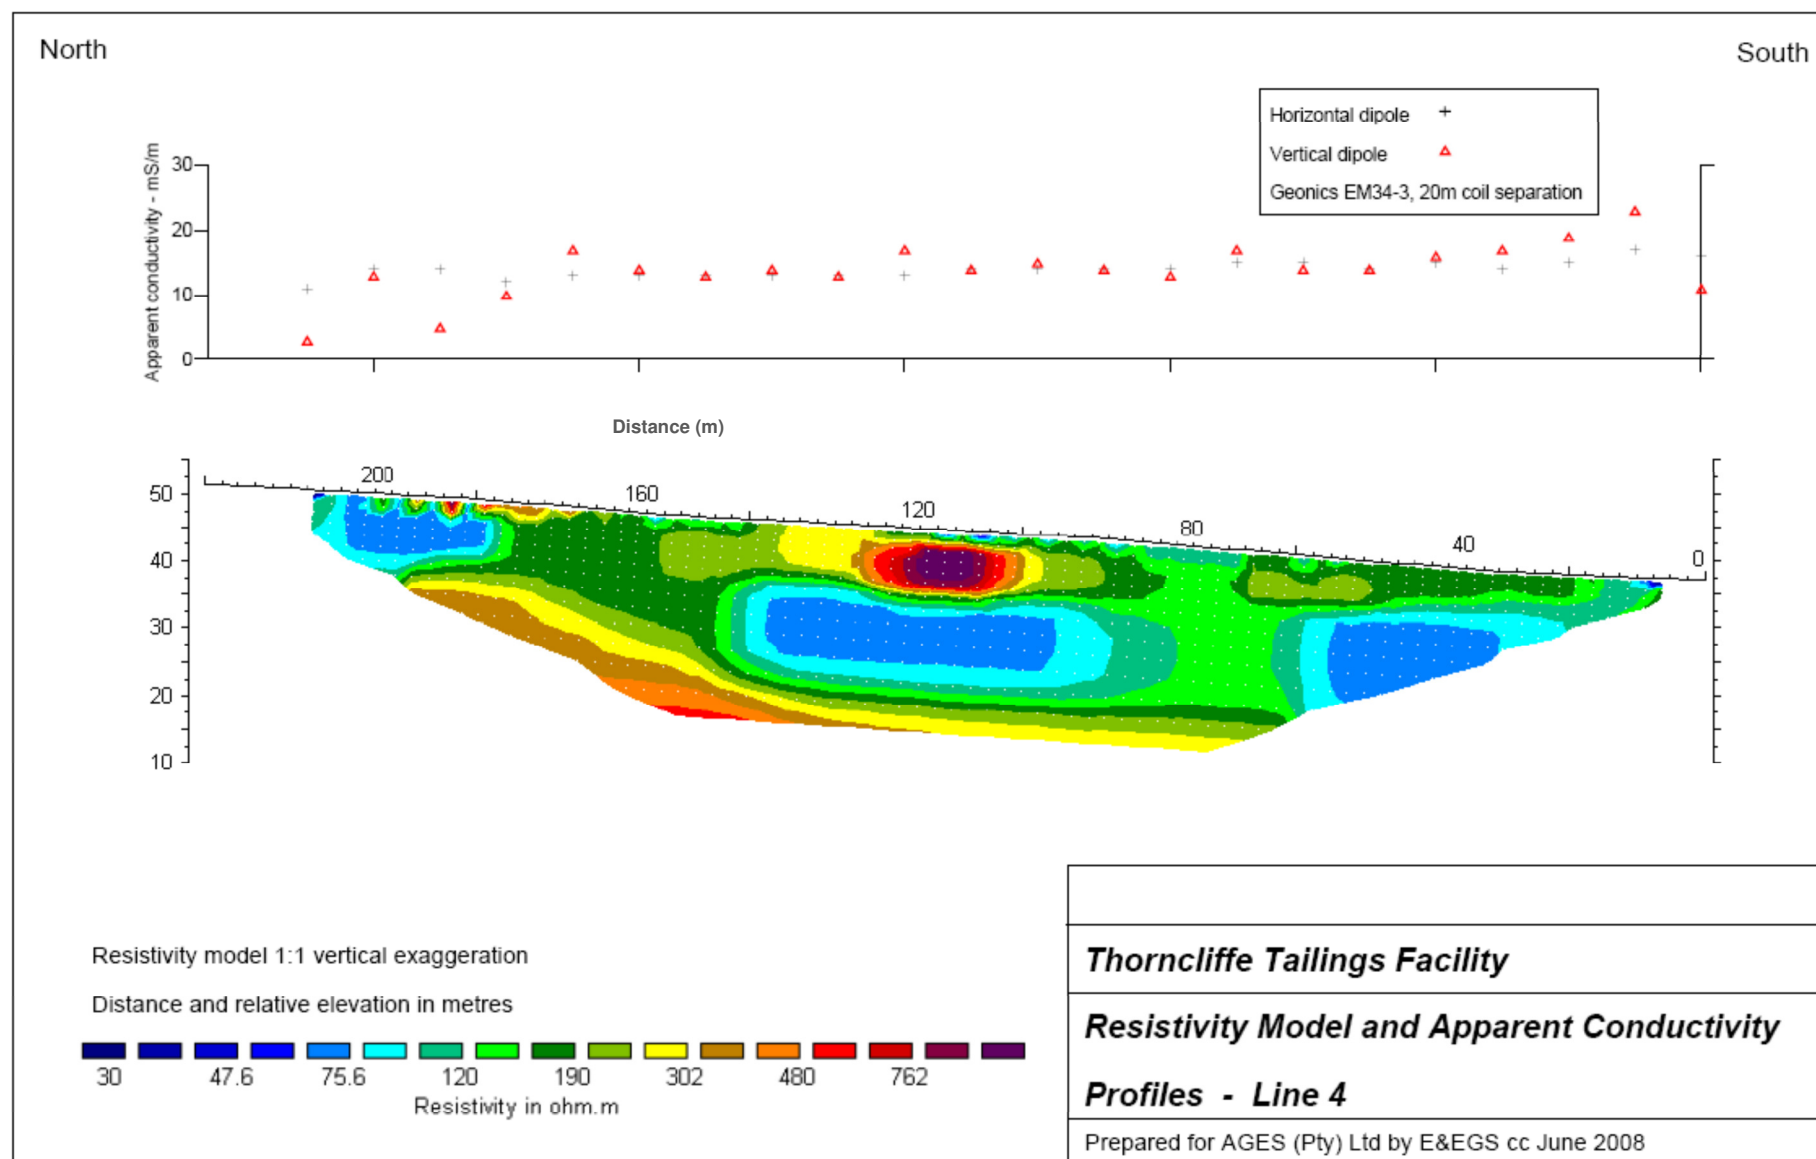 North
South
Horizontal dipole +
Vertical dipole
Geonics EM34-3, 20m coil separation
Apparent conductivity - mS/m
30
20
10
0
Distance (m)
200
160
120
80
40
0
50
40
30
20
10
Resistivity model 1:1 vertical exaggeration
Distance and relative elevation in metres
30 47.6 75.6 120 190 302 480 762
Resistivity in ohm.m
Thorncliffe Tailings Facility
Resistivity Model and Apparent Conductivity
Profiles - Line 4
Prepared for AGES (Pty) Ltd by E&EGS cc June 2008